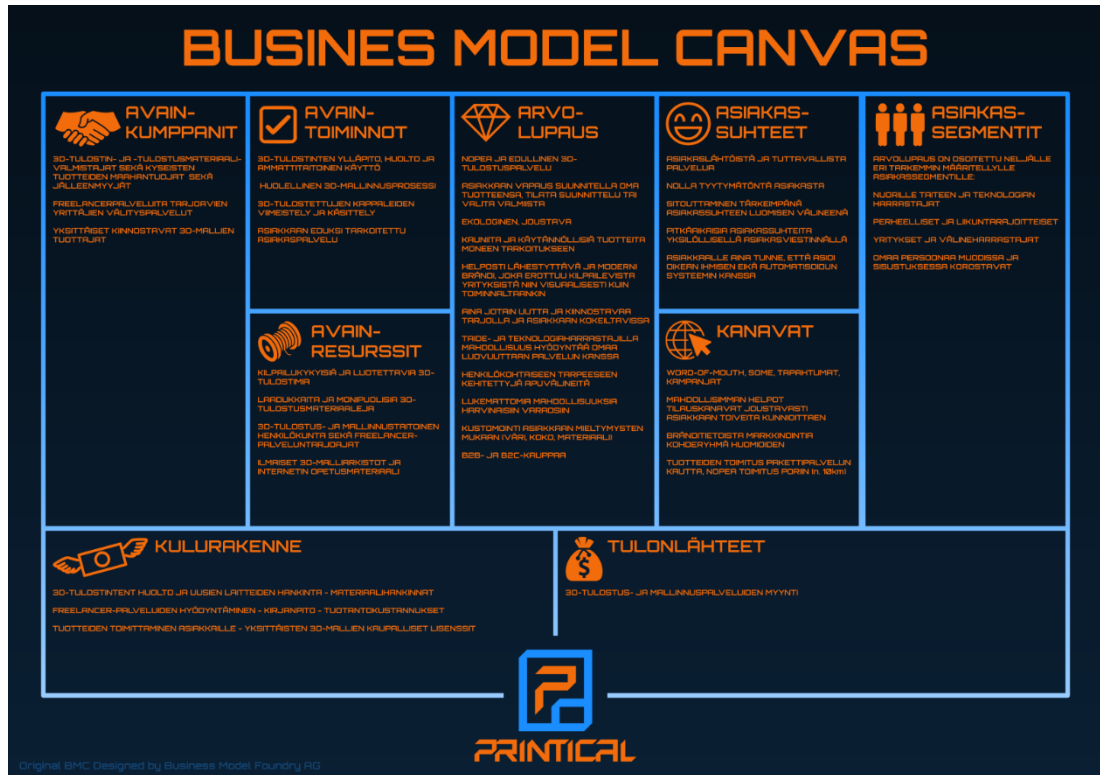 BUSINES MODEL CANVAS
AVAIN-
KUMPPANIT
3D-TULOSTIN- JA -TULOSTUSMATERIAALI-
VALMISTAJAT SEKÄ KYSEISTEN
TUOTTEIDEN MAAHANTUOJAT SEKÄ
JÄLLEENMYYJÄT
FREELANCERPALVELUITA TARJOAVIEN
YRITTÄJIEN VÄLITYSPALVELUT
YKSITTÄISET KIINNOSTAVAT 3D-MALLIEN
TUOTTAJAT
AVAIN-
TOIMINNOT
3D-TULOSTINTEN YLLÄPITO, HUOLTO JA
AMMATTITAITOINEN KÄYTTÖ
HUOLELLINEN 3D-MALLINNUSPROSESSI
3D-TULOSTETTUJEN KAPPALEIDEN
VIIMEISTELY JA KÄSITTELY
ASIAKKAAN EDUKSI TARKOITETTU
ASIAKASPALVELU
AVAIN-
RESURSSIT
KILPAILUKYKYISIÄ JA LUOTETTAVIA 3D-
TULOSTIMIA
LAADUKKAITA JA MONIPUOLISIA 3D-
TULOSTUSMATERIAALEJA
3D-TULOSTUS- JA MALLINNUSTAITOINEN
HENKILÖKUNTA SEKÄ FREELANCER-
PALVELUNTARJOAJAT
ILMAISET 3D-MALLIARKISTOT JA
INTERNETIN OPETUSMATERIAALI
ARVO-
LUPAUS
NOPEA JA EDULLINEN 3D-
TULOSTUSPALVELU
ASIAKKAAN VAPAUS SUUNNITELLA OMA
TUOTTEENSA, TILATA SUUNNITTELU TAI
VALITA VALMISTA
EKOLOGINEN, JOUSTAVA
KAUNIITA JA KÄYTÄNNÖLLISIÄ TUOTTEITA
MONEEN TARKOITUKSEEN
HELPOSTI LÄHESTYTTÄVÄ JA MODERNI
BRÄNDI, JOKA EROTTUU KILPAILEVISTA
YRITYKSISTÄ NIIN VISUAALISESTI KUIN
TOIMINNALTAANKIN
AINA JOTAIN UUTTA JA KIINNOSTAVAA
TARJOLLA JA ASIAKKAAN KOKEILTAVISSA
TAIDE- JA TEKNOLOGIAHARRASTAJILLA
MAHDOLLISUUS HYÖDYNTÄÄ OMAA
LUOVUUTTAAN PALVELUN KANSSA
HENKILÖKOHTAISEEN TARPEESEEN
KEHITETTYJÄ APUVÄLINEITÄ
LUKEMATTOMIA MAHDOLLISUUKSIA
HARVINAISIIN VARAOSIIN
KUSTOMOINTI ASIAKKAAN MIELTYMYSTEN
MUKAAN (VÄRI, KOKO, MATERIAALI)
B2B- JA B2C-KAUPPAA
ASIAKAS-
SUHTEET
ASIAKASLÄHTÖISTÄ JA TUTTAVALLISTA
PALVELUA
NOLLA TYYTYMÄTÖNTÄ ASIAKASTA
SITOUTTAMINEN TÄRKEIMPÄNÄ
ASIAKASSUHTEEN LUOMISEN VÄLINEENÄ
PITKÄAIKAISIA ASIAKASSUHTEITA
YKSILÖLLISELLÄ ASIAKASVIESTINNÄLLÄ
ASIAKKAALLE AINA TUNNE, ETTÄ ASIOI
OIKEAN IHMISEN EIKÄ AUTOMATISOIDUN
SYSTEEMIN KANSSA
KANAVAT
WORD-OF-MOUTH, SOME, TAPAHTUMAT,
KAMPANJAT
MAHDOLLISIMMAN HELPOT
TILAUSKANAVAT JOUSTAVASTI
ASIAKKAAN TOIVEITA KUNNIOITTAEN
BRÄNDITIETOISTA MARKKINOINTIA
KOHDERYHMÄ HUOMIOIDEN
TUOTTEIDEN TOIMITUS PAKETTIPALVELUN
KAUTTA, NOPEA TOIMITUS PORIIN (n. 10km)
ASIAKAS-
SEGMENTIT
ARVOLUPAUS ON OSOITETTU NELJÄLLE
ERI TARKEMMIN MÄÄRITELLYLLE
ASIAKASSEGMENTILLE:
NUORILLE TAITEEN JA TEKNOLOGIAN
HARRASTAJAT
PERHEELLISET JA LIIKUNTARAJOITTEISET
YRITYKSET JA VÄLINEHARRASTAJAT
OMAA PERSOONAA MUODISSA JA
SISUSTUKSESSA KOROSTAVAT
KULURAKENNE
3D-TULOSTINTENT HUOLTO JA UUSIEN LAITTEIDEN HANKINTA - MATERIAALIHANKINNAT
FREELANCER-PALVELUIDEN HYÖDYNTÄMINEN - KIRJANPITO - TUOTANTOKUSTANNUKSET
TUOTTEIDEN TOIMITTAMINEN ASIAKKAILLE - YKSITTÄISTEN 3D-MALLIEN KAUPALLISET LISENSSIT
TULONLÄHTEET
3D-TULOSTUS- JA MALLINNUSPALVELUIDEN MYYNTI
PRINTICAL
Original BMC Designed by Business Model Foundry AG